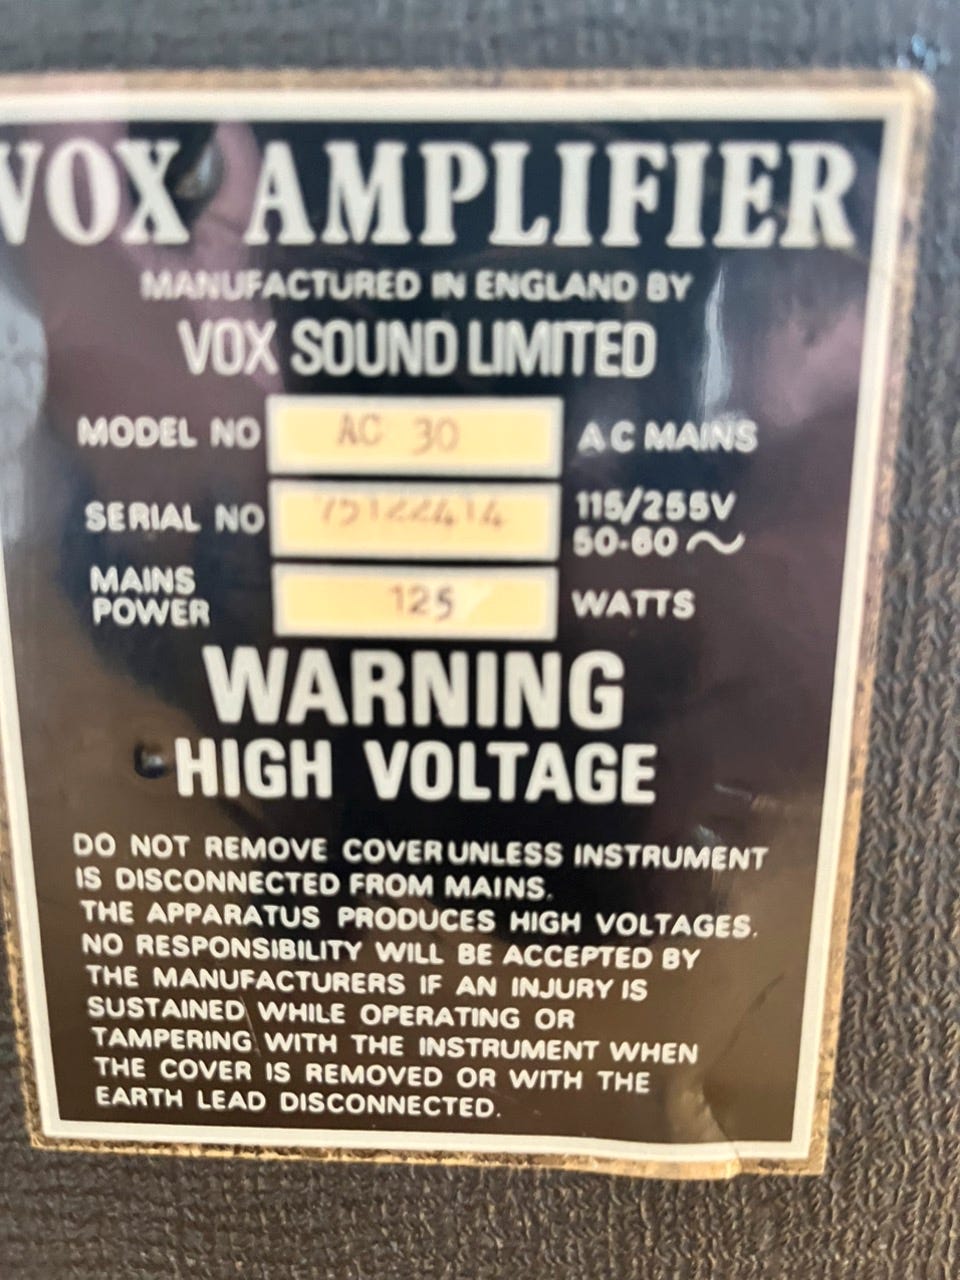 VOX AMPLIFIER
MANUFACTURED IN ENGLAND BY
VOX SOUND LIMITED
MODEL NO AC 30 AC MAINS
SERIAL NO 115/255V
50-60 ~
MAINS
POWER 125 WATTS
WARNING
HIGH VOLTAGE
DO NOT REMOVE COVER UNLESS INSTRUMENT
IS DISCONNECTED FROM MAINS.
THE APPARATUS PRODUCES HIGH VOLTAGES.
NO RESPONSIBILITY WILL BE ACCEPTED BY
THE MANUFACTURERS IF AN INJURY IS
SUSTAINED WHILE OPERATING OR
TAMPERING WITH THE INSTRUMENT WHEN
THE COVER IS REMOVED OR WITH THE
EARTH LEAD DISCONNECTED.